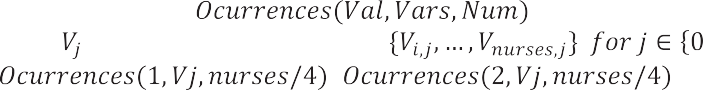 Ocurrences(Val,Vars,Num)
V_j {V_{i,j},…,V_{nurses,j}} for j ∈ {0
Ocurrences(1,Vj,nurses/4) Ocurrences(2,Vj,nurses/4)